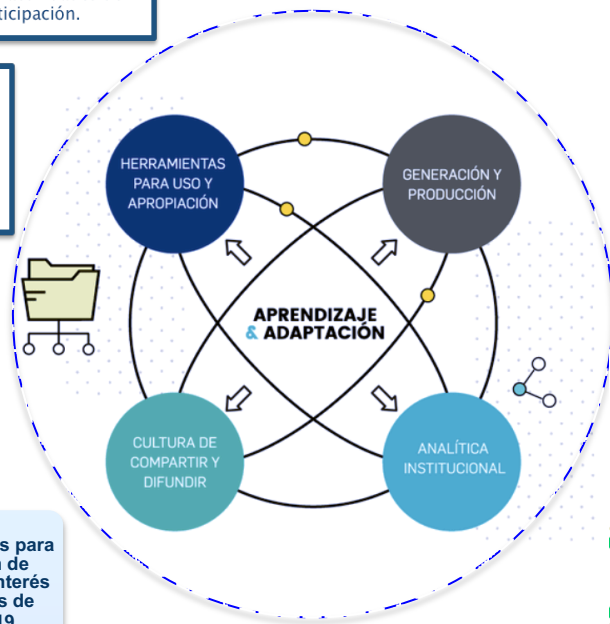 ticipación.
HERRAMIENTAS
PARA USO Y
APROPIACIÓN
GENERACIÓN Y
PRODUCCIÓN
APRENDIZAJE
& ADAPTACIÓN
CULTURA DE
COMPARTIR Y
DIFUNDIR
ANALÍTICA
INSTITUCIONAL
s para
de
nterés
s de
19